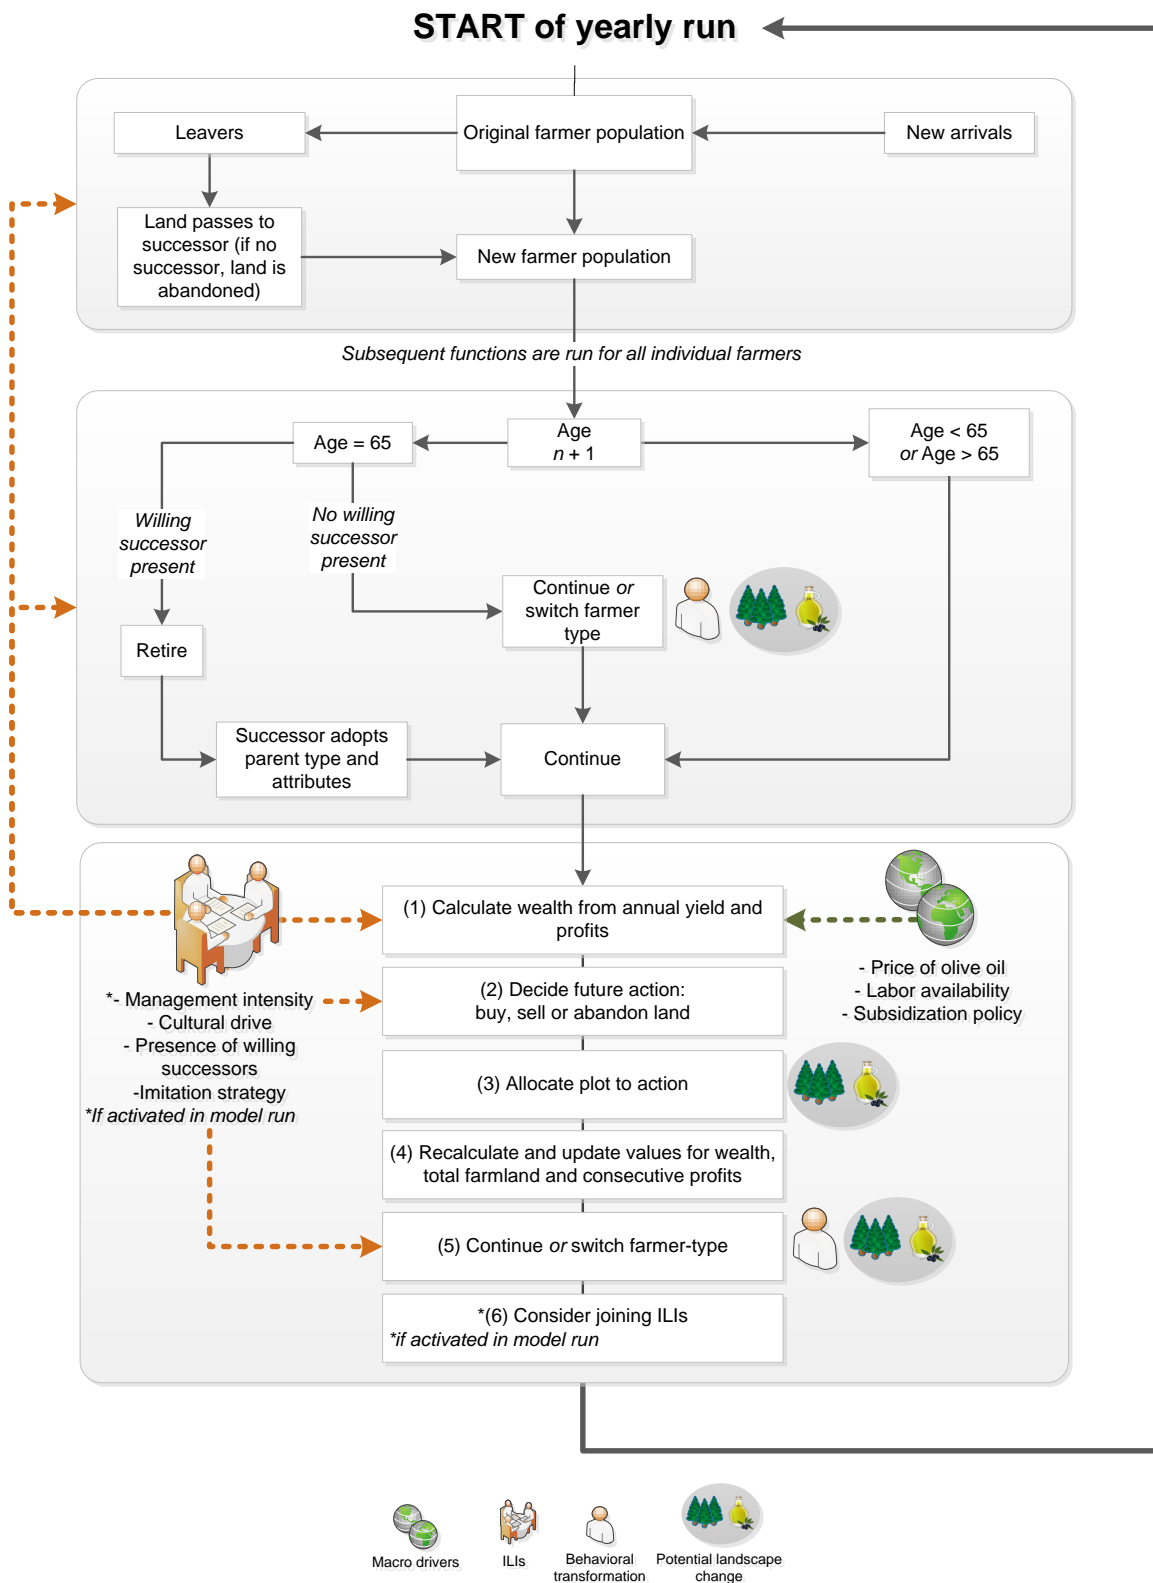 START of yearly run
Leavers
Original farmer population
New arrivals
Land passes to
successor (if no
successor, land is
abandoned)
New farmer population
Subsequent functions are run for all individual farmers
Age = 65
Age
n + 1
Age < 65
or Age > 65
Willing
successor
present
No willing
successor
present
Continue or
switch farmer
type
Retire
Successor adopts
parent type and
attributes
Continue
(1) Calculate wealth from annual yield and
profits
*- Management intensity
- Cultural drive
- Presence of willing
successors
-Imitation strategy
*If activated in model run
- Price of olive oil
- Labor availability
- Subsidization policy
(2) Decide future action:
buy, sell or abandon land
(3) Allocate plot to action
(4) Recalculate and update values for wealth,
total farmland and consecutive profits
(5) Continue or switch farmer-type
*(6) Consider joining ILIs
*if activated in model run
Macro drivers
ILIs
Behavioral
transformation
Potential landscape
change